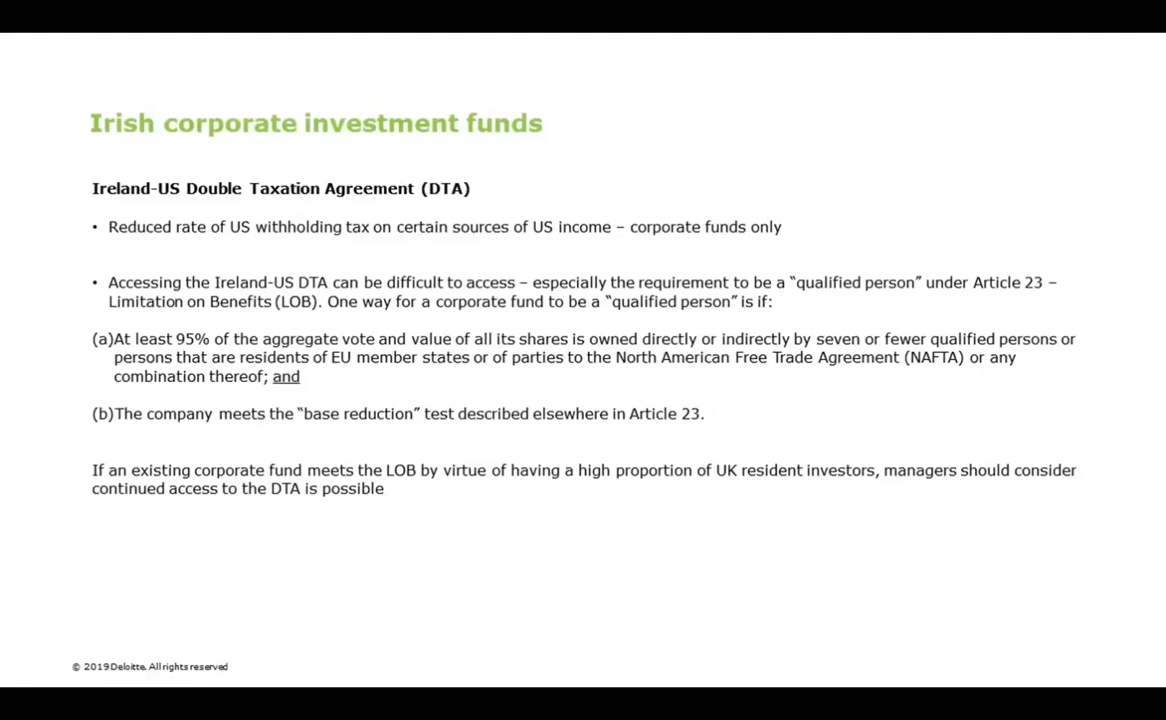 Irish corporate investment funds
Ireland-US Double Taxation Agreement (DTA)
• Reduced rate of US withholding tax on certain sources of US income – corporate funds only
• Accessing the Ireland-US DTA can be difficult to access – especially the requirement to be a “qualified person” under Article 23 –
Limitation on Benefits (LOB). One way for a corporate fund to be a “qualified person” is if:
(a)At least 95% of the aggregate vote and value of all its shares is owned directly or indirectly by seven or fewer qualified persons or
persons that are residents of EU member states or of parties to the North American Free Trade Agreement (NAFTA) or any
combination thereof; and
(b)The company meets the “base reduction” test described elsewhere in Article 23.
If an existing corporate fund meets the LOB by virtue of having a high proportion of UK resident investors, managers should consider
continued access to the DTA is possible
© 2019 Deloitte. All rights reserved